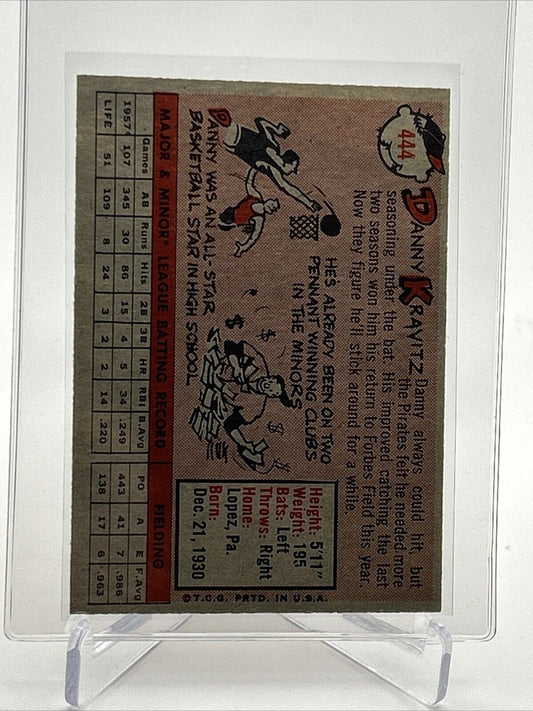 444
DANNY KRAVITZ
Danny always could hit, but
the Pirates felt he needed more
seasoning under the bat. His improved catching the last
two seasons won him his return to Forbes Field this year.
Now they figure he'll stick around for a while.
HE'S ALREADY BEEN ON TWO
PENNANT WINNING CLUBS
IN THE MINORS
DANNY WAS AN ALL-STAR
BASKETBALL STAR IN HIGH SCHOOL
Height: 5'11"
Weight: 195
Bats: Left
Throws: Right
Home:
Lopez, Pa.
Born:
Dec. 21, 1930
©T.C.G. PRTD. IN U.S.A.
MAJOR & MINOR* LEAGUE BATTING RECORD FIELDING
Games AB Runs Hits 2B 3B HR RBI B.Avg PO A E F.Avg
1957 107 345 30 86 15 4 5 34 .249 443 41 7 .986
LIFE 51 109 8 24 3 2 2 14 .220 138 17 6 .963